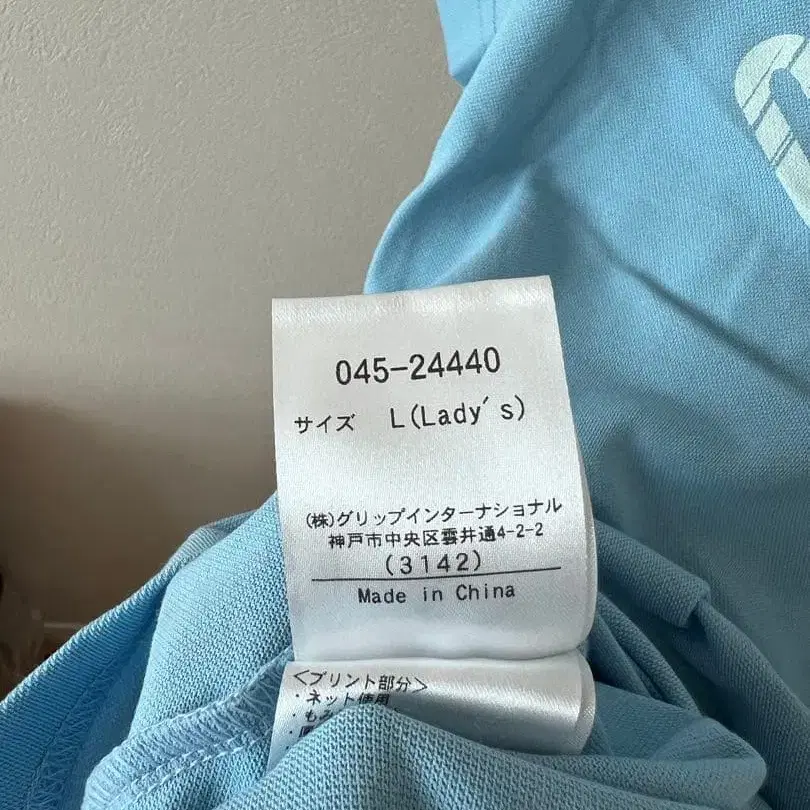 045-24440
サイズ L(Lady's)
(株)グリップインターナショナル
神戸市中央区雲井通4-2-2
(3142)
Made in China
<プリント部分>
・ネット使用
・もみ